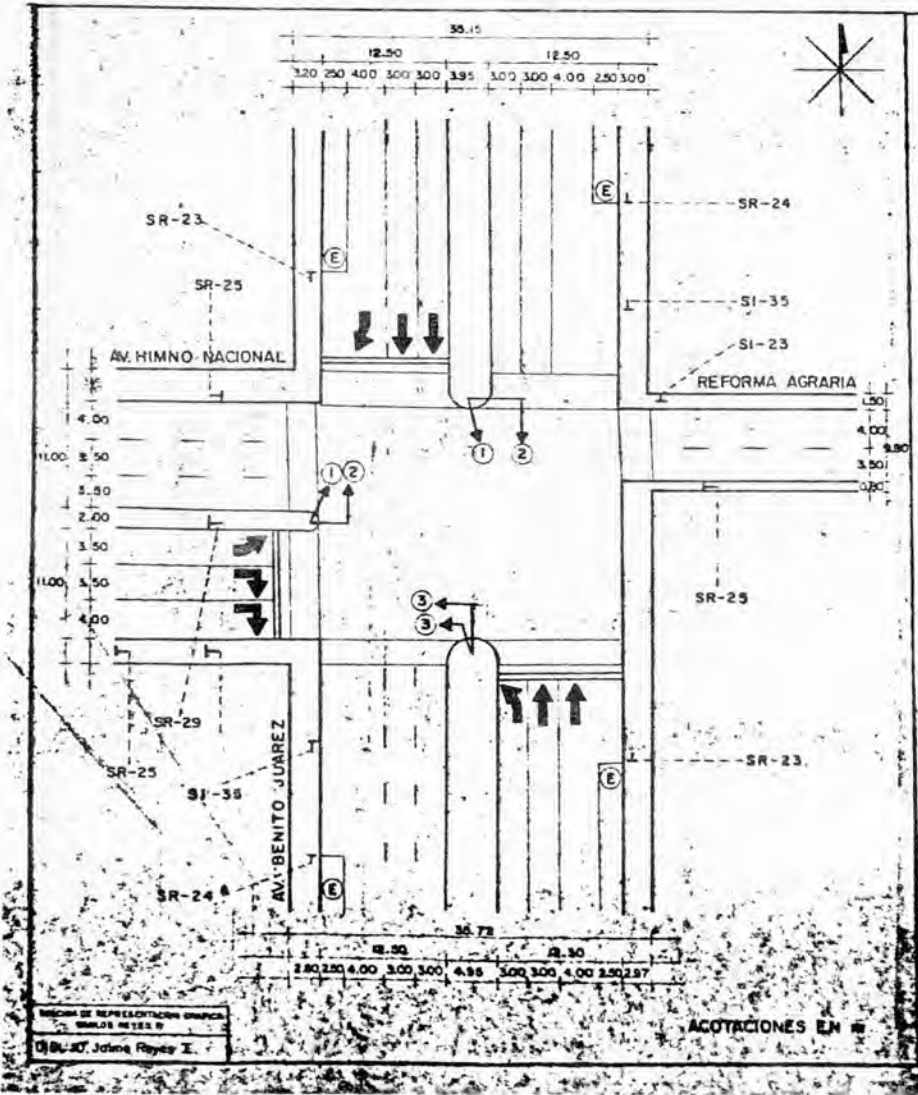 35.15
12.50 12.50
3.20 2.50 4.00 3.00 3.00 3.95 3.00 3.00 4.00 2.50 3.00
E
SR-24
SR-23
E
SR-25
SI-35
SI-23
AV. HIMNO NACIONAL
REFORMA AGRARIA
1.50
4.00
4.00
9.80
11.00
3.50
3.50
1 2
1 2
3.50
2.00
3.50
11.00
3.50
4.00
3
3
SR-25
SR-29
SR-25
SI-35
AV. BENITO JUAREZ
SR-23
E
SR-24
E
35.72
12.50 12.50
2.80 2.50 4.00 3.00 3.00 4.95 3.00 3.00 4.00 2.50 2.97
OFICINA DE REPRESENTACION GRAFICA
CARLOS REYES R
DIBUJO. Jaime Reyes
ACOTACIONES EN m